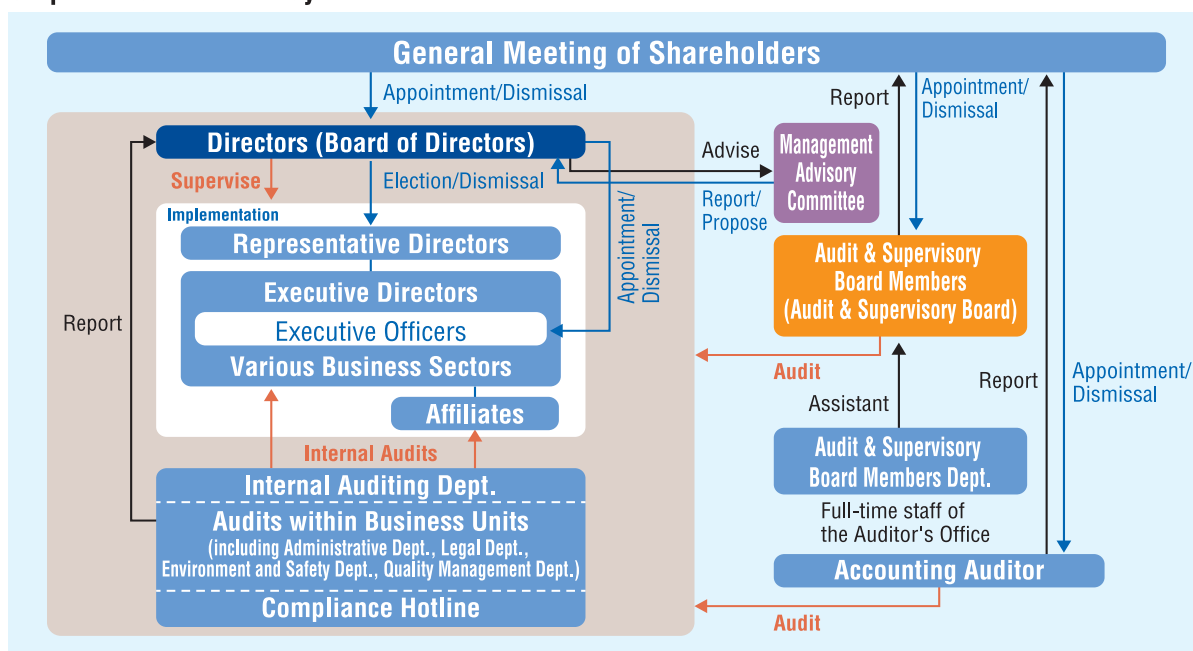 General Meeting of Shareholders
Appointment/Dismissal
Report
Appointment/
Dismissal
Directors (Board of Directors)
Supervise
Election/Dismissal
Advise
Report/
Propose
Management
Advisory
Committee
Implementation
Representative Directors
Appointment/
Dismissal
Executive Directors
Executive Officers
Various Business Sectors
Affiliates
Report
Audit & Supervisory
Board Members
(Audit & Supervisory Board)
Audit
Assistant
Report
Appointment/
Dismissal
Internal Audits
Audit & Supervisory
Board Members Dept.
Full-time staff of
the Auditor's Office
Internal Auditing Dept.
Audits within Business Units
(including Administrative Dept., Legal Dept.,
Environment and Safety Dept., Quality Management Dept.)
Compliance Hotline
Accounting Auditor
Audit